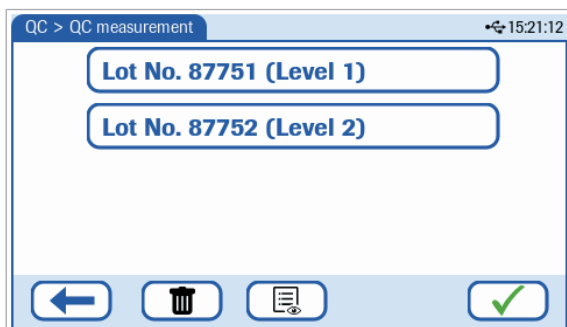 QC > QC measurement
15:21:12
Lot No. 87751 (Level 1)
Lot No. 87752 (Level 2)